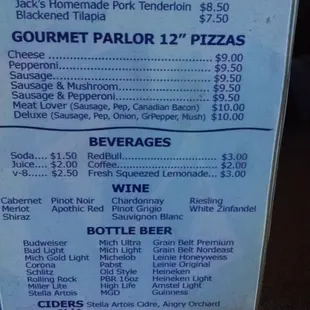 Jack's Homemade Pork Tenderloin $8.50
Blackened Tilapia $7.50
GOURMET PARLOR 12" PIZZAS
Cheese $9.00
Pepperoni $9.50
Sausage $9.50
Sausage & Mushroom $9.50
Sausage & Pepperoni $9.50
Meat Lover (Sausage, Pep, Canadian Bacon) $10.00
Deluxe (Sausage, Pep, Onion, GrPepper, Mush) $10.00
BEVERAGES
Soda.... $1.50 RedBull $3.00
Juice.... $2.00 Coffee $2.00
v-8...... $2.50 Fresh Squeezed Lemonade... $3.00
WINE
Cabernet Pinot Noir Chardonnay Riesling
Merlot Apothic Red Pinot Grigio White Zinfandel
Shiraz Sauvignon Blanc
BOTTLE BEER
Budweiser Mich Ultra Grain Belt Premium
Bud Light Mich Light Grain Belt Nordeast
Mich Gold Light Michelob Leinie Honeyweiss
Corona Pabst Leinie Original
Schlitz Old Style Heineken
Rolling Rock PBR 16oz Heineken Light
Miller Lite High Life Amstel Light
Stella Artois MGD Guinness
CIDERS Stella Artois Cidre, Angry Orchard